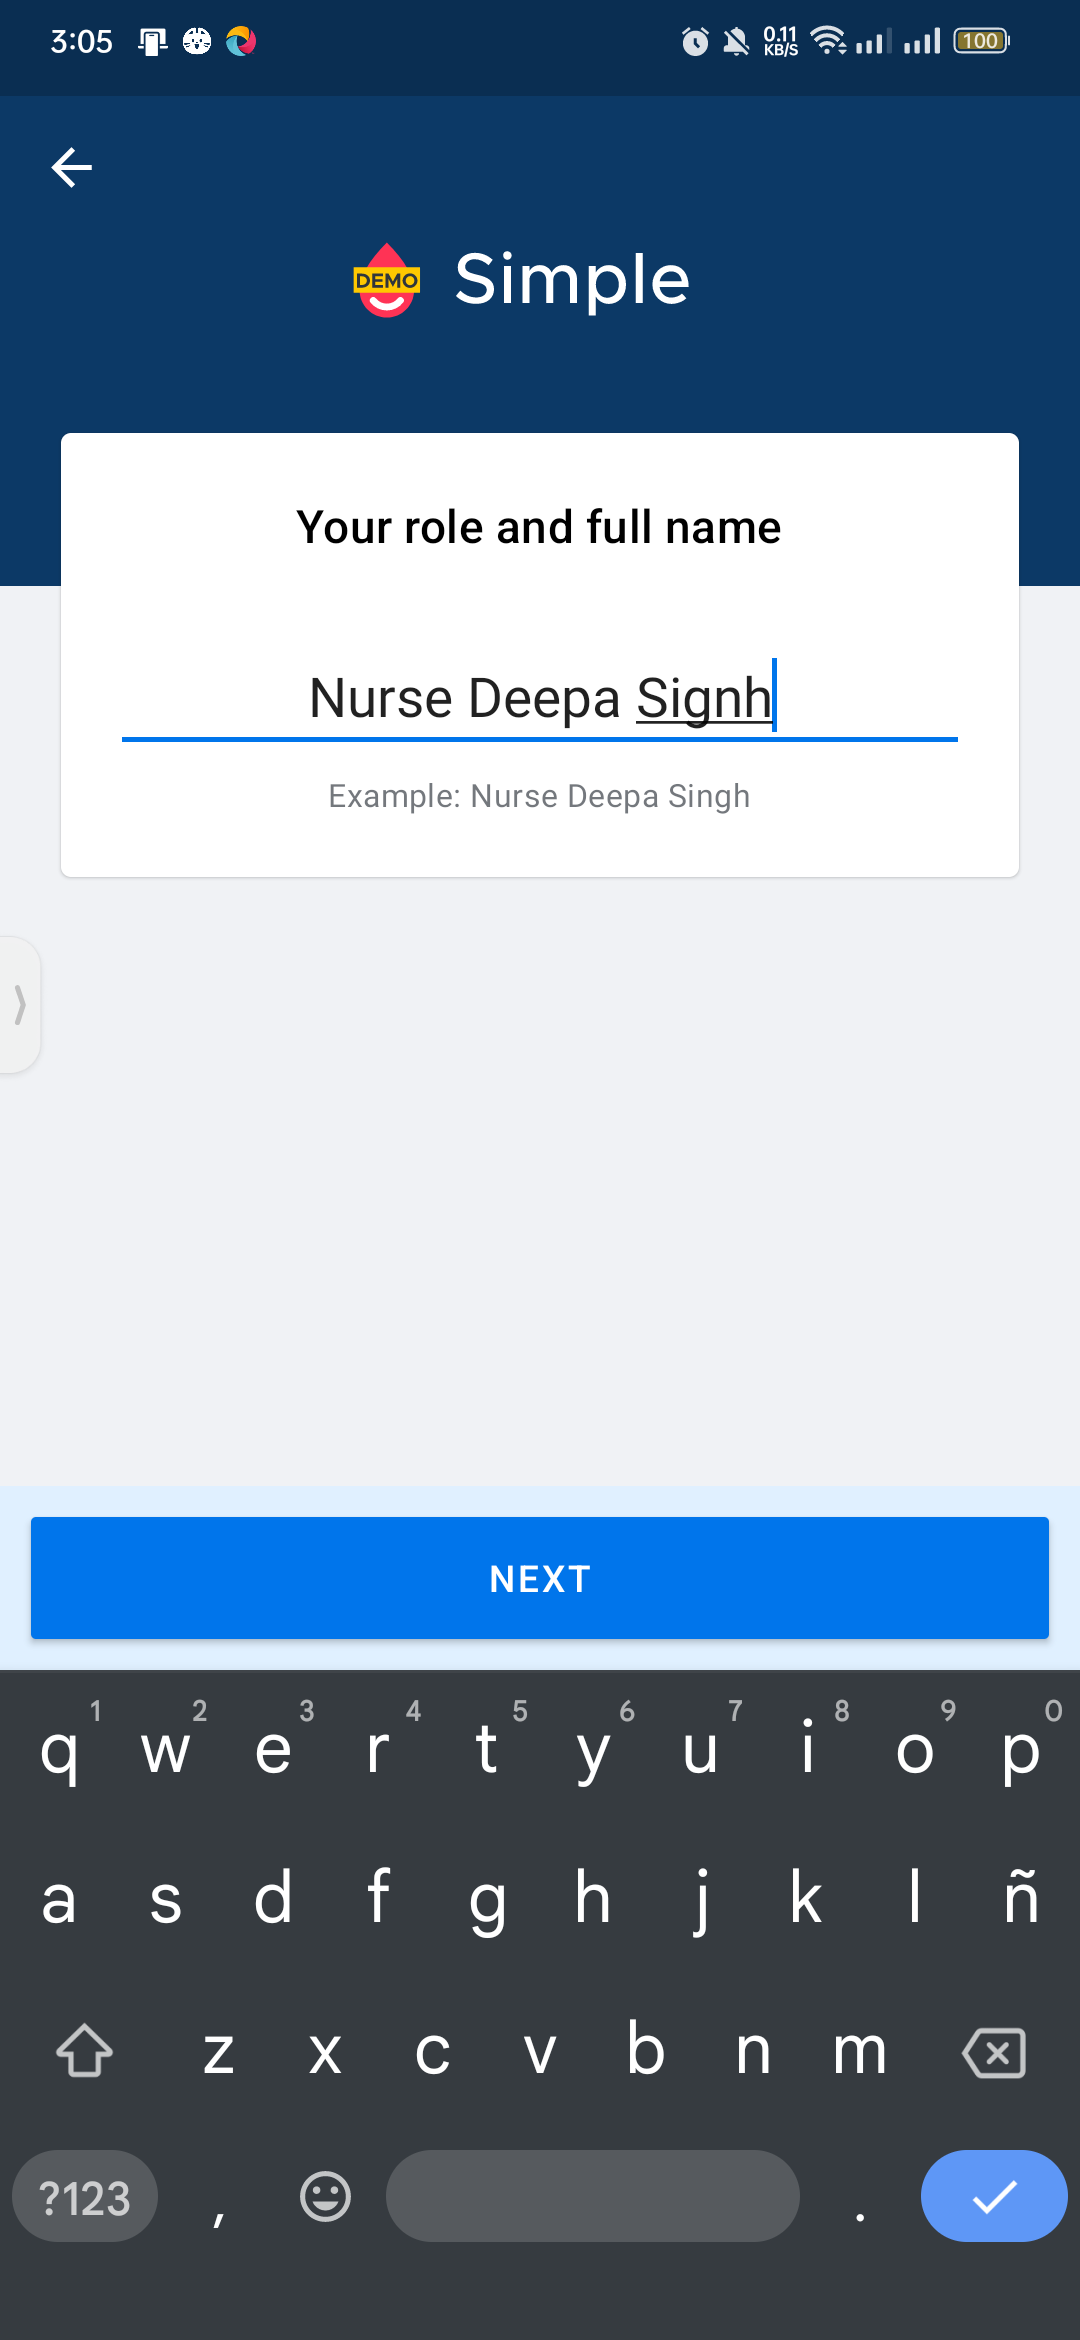 3:05 0.11 KB/S 100
DEMO Simple
Your role and full name
Nurse Deepa Signh
Example: Nurse Deepa Singh
NEXT
1 2 3 4 5 6 7 8 9 0
q w e r t y u i o p
a s d f g h j k l ñ
z x c v b n m
?123 , .